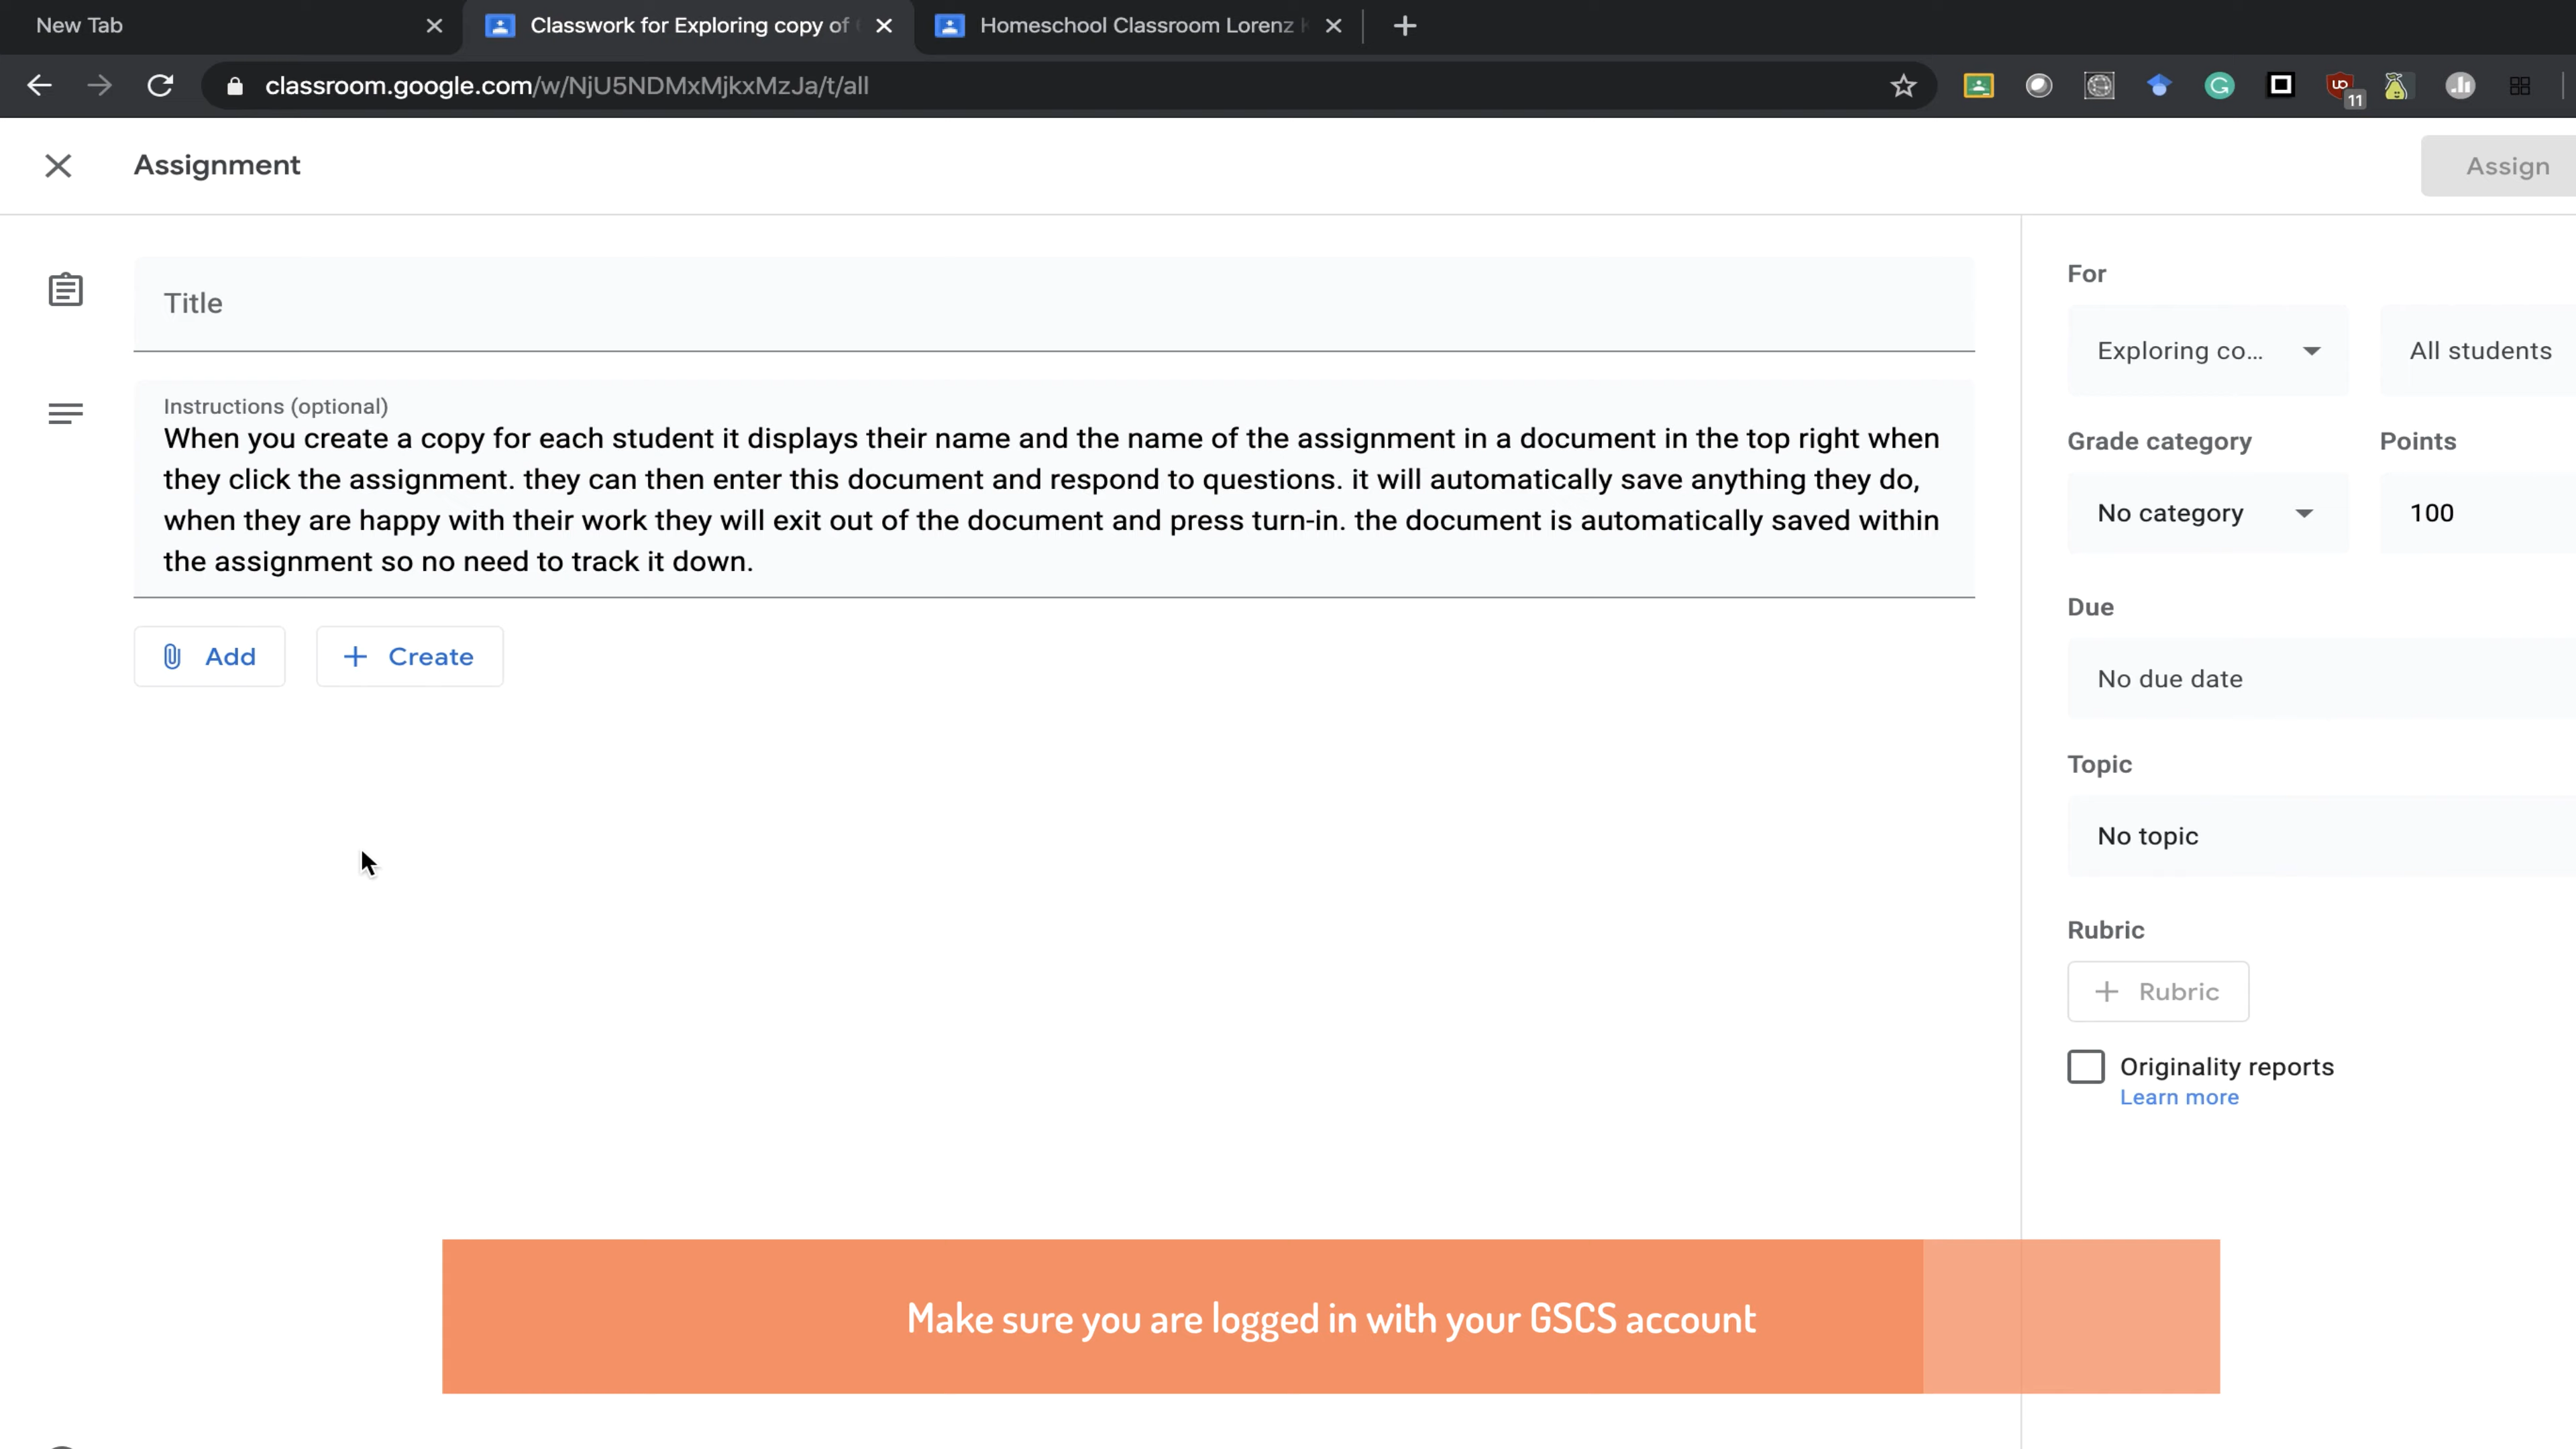 New Tab
Classwork for Exploring copy of
Homeschool Classroom Lorenz
classroom.google.com/w/NjU5NDMxMjkxMzJa/t/all
11
Assignment
Assign
Title
Instructions (optional)
When you create a copy for each student it displays their name and the name of the assignment in a document in the top right when
they click the assignment. they can then enter this document and respond to questions. it will automatically save anything they do,
when they are happy with their work they will exit out of the document and press turn-in. the document is automatically saved within
the assignment so no need to track it down.
Add
Create
For
Exploring co...
All students
Grade category
Points
No category
100
Due
No due date
Topic
No topic
Rubric
Rubric
Originality reports
Learn more
Make sure you are logged in with your GSCS account